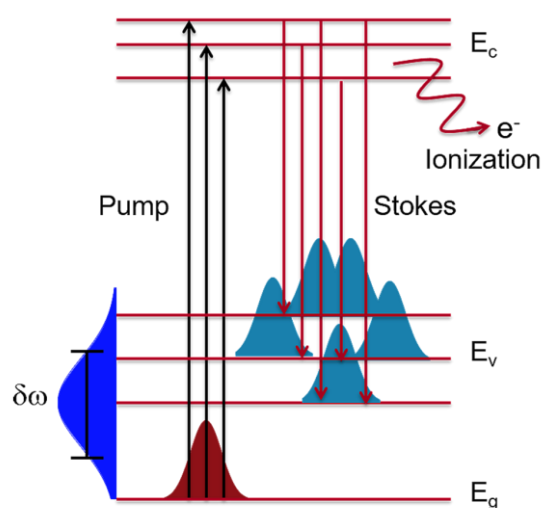 E_c
e⁻
Ionization
Pump
Stokes
E_v
δω
E_g